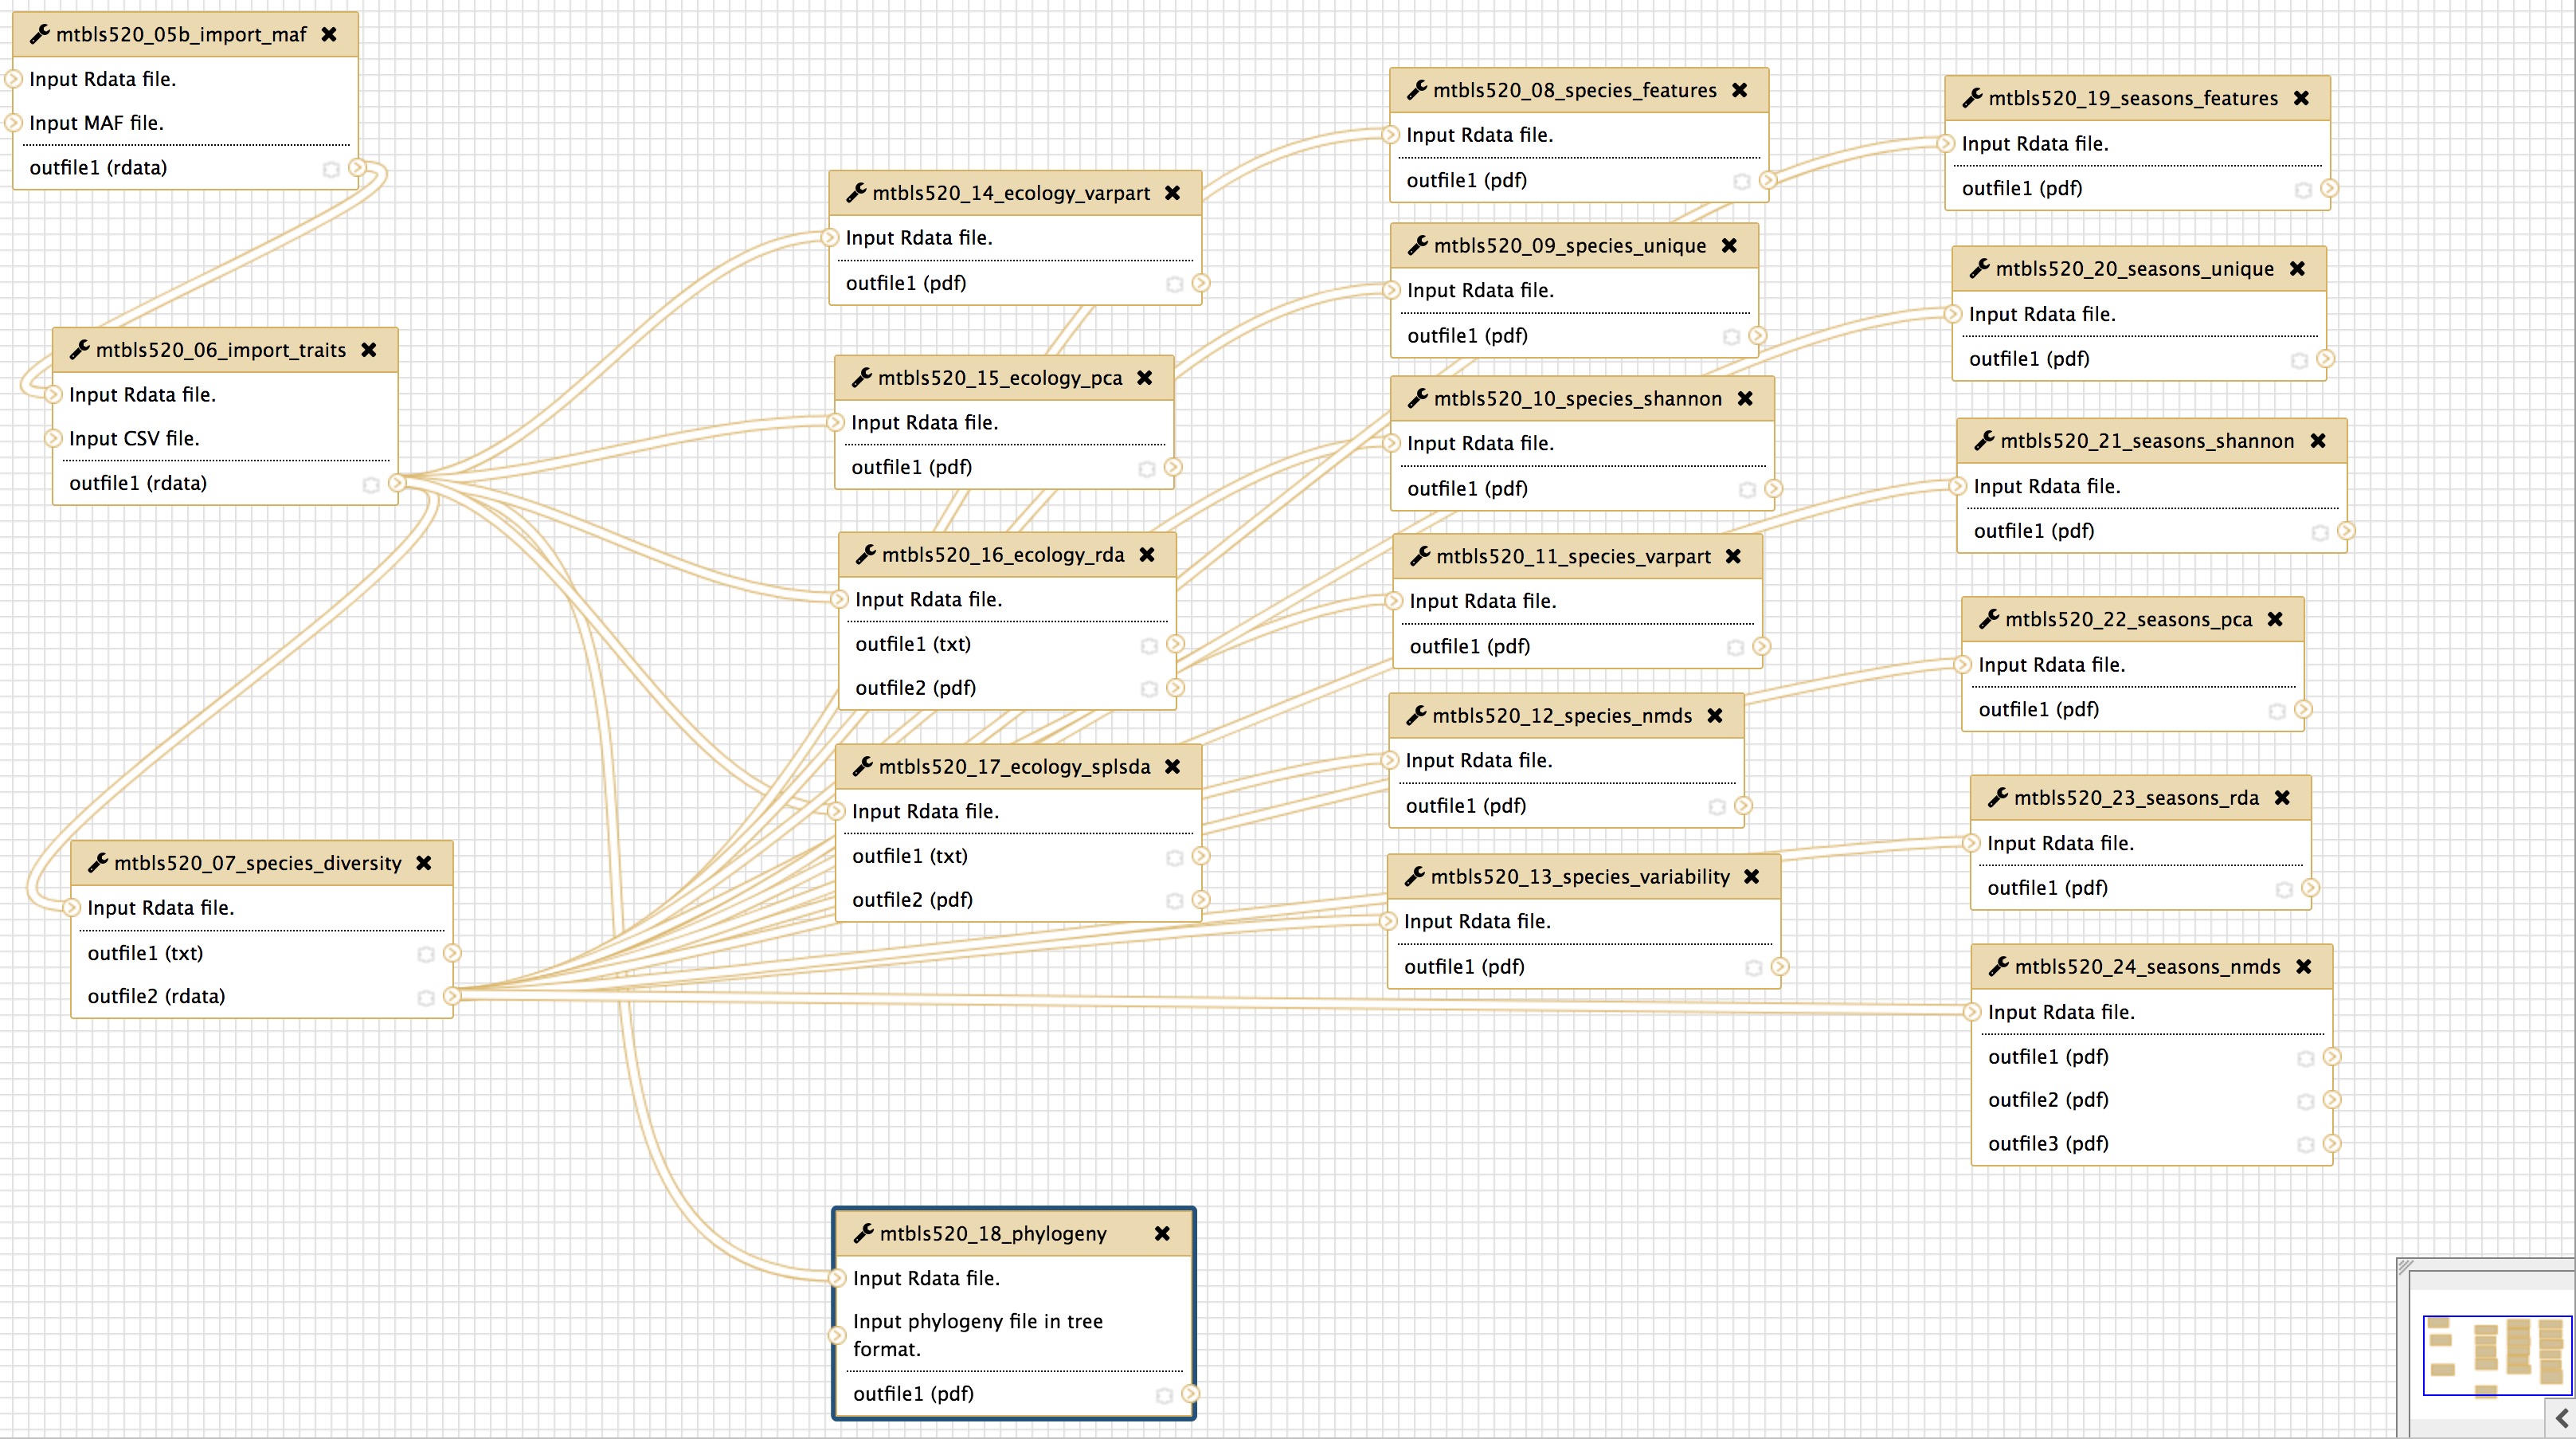 mtbls520_05b_import_maf
Input Rdata file.
Input MAF file.
outfile1 (rdata)
mtbls520_06_import_traits
Input Rdata file.
Input CSV file.
outfile1 (rdata)
mtbls520_07_species_diversity
Input Rdata file.
outfile1 (txt)
outfile2 (rdata)
mtbls520_14_ecology_varpart
Input Rdata file.
outfile1 (pdf)
mtbls520_15_ecology_pca
Input Rdata file.
outfile1 (pdf)
mtbls520_16_ecology_rda
Input Rdata file.
outfile1 (txt)
outfile2 (pdf)
mtbls520_17_ecology_splsda
Input Rdata file.
outfile1 (txt)
outfile2 (pdf)
mtbls520_18_phylogeny
Input Rdata file.
Input phylogeny file in tree
format.
outfile1 (pdf)
mtbls520_08_species_features
Input Rdata file.
outfile1 (pdf)
mtbls520_09_species_unique
Input Rdata file.
outfile1 (pdf)
mtbls520_10_species_shannon
Input Rdata file.
outfile1 (pdf)
mtbls520_11_species_varpart
Input Rdata file.
outfile1 (pdf)
mtbls520_12_species_nmds
Input Rdata file.
outfile1 (pdf)
mtbls520_13_species_variability
Input Rdata file.
outfile1 (pdf)
mtbls520_19_seasons_features
Input Rdata file.
outfile1 (pdf)
mtbls520_20_seasons_unique
Input Rdata file.
outfile1 (pdf)
mtbls520_21_seasons_shannon
Input Rdata file.
outfile1 (pdf)
mtbls520_22_seasons_pca
Input Rdata file.
outfile1 (pdf)
mtbls520_23_seasons_rda
Input Rdata file.
outfile1 (pdf)
mtbls520_24_seasons_nmds
Input Rdata file.
outfile1 (pdf)
outfile2 (pdf)
outfile3 (pdf)